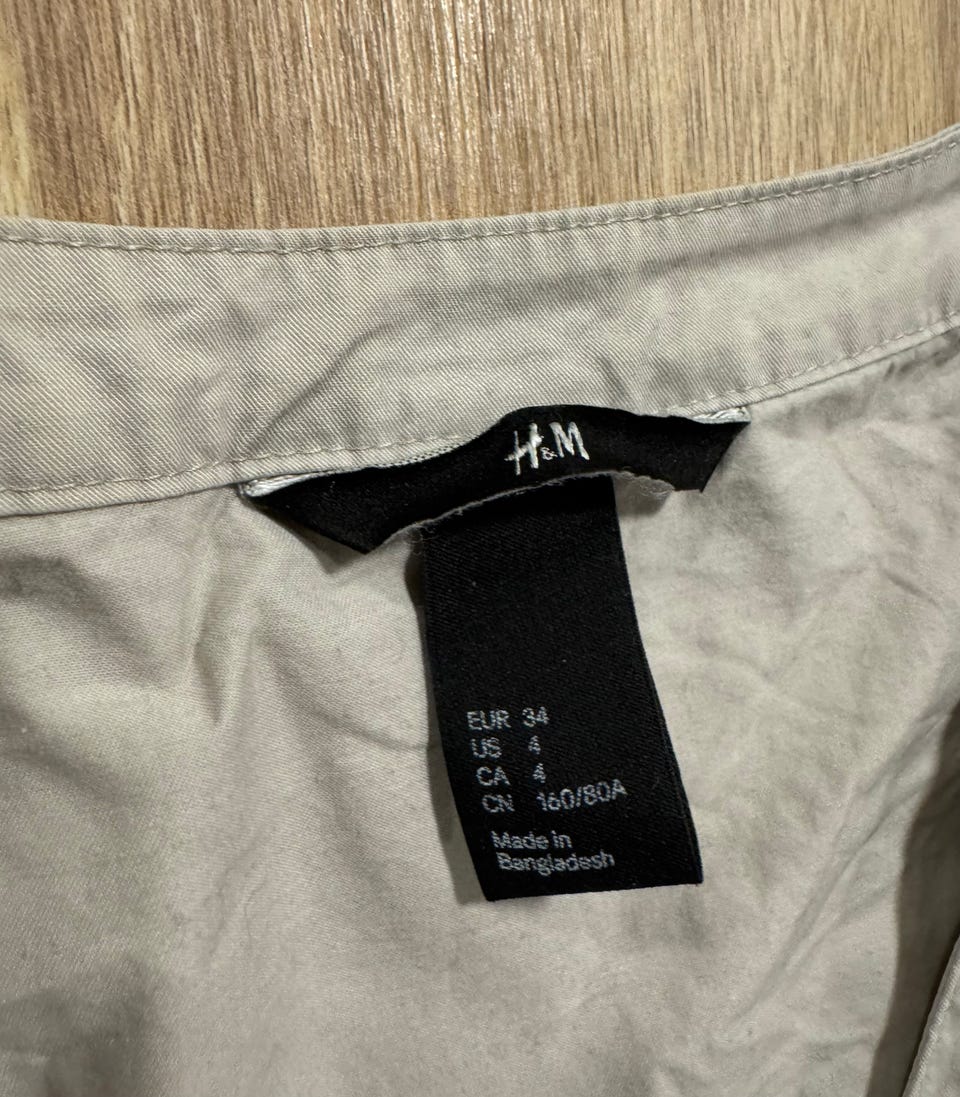 H&M
EUR 34
US 4
CA 4
CN 160/80A
Made in
Bangladesh